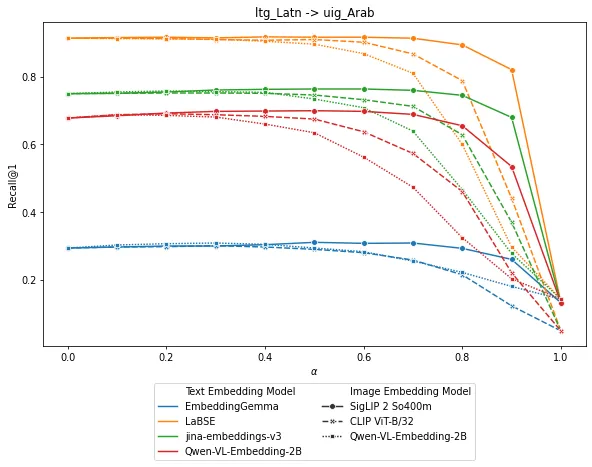 ltg_Latn -> uig_Arab
Recall@1
0.8
0.6
0.4
0.2
0.0 0.2 0.4 0.6 0.8 1.0
α
Text Embedding Model Image Embedding Model
EmbeddingGemma SigLIP 2 So400m
LaBSE CLIP ViT-B/32
jina-embeddings-v3 Qwen-VL-Embedding-2B
Qwen-VL-Embedding-2B